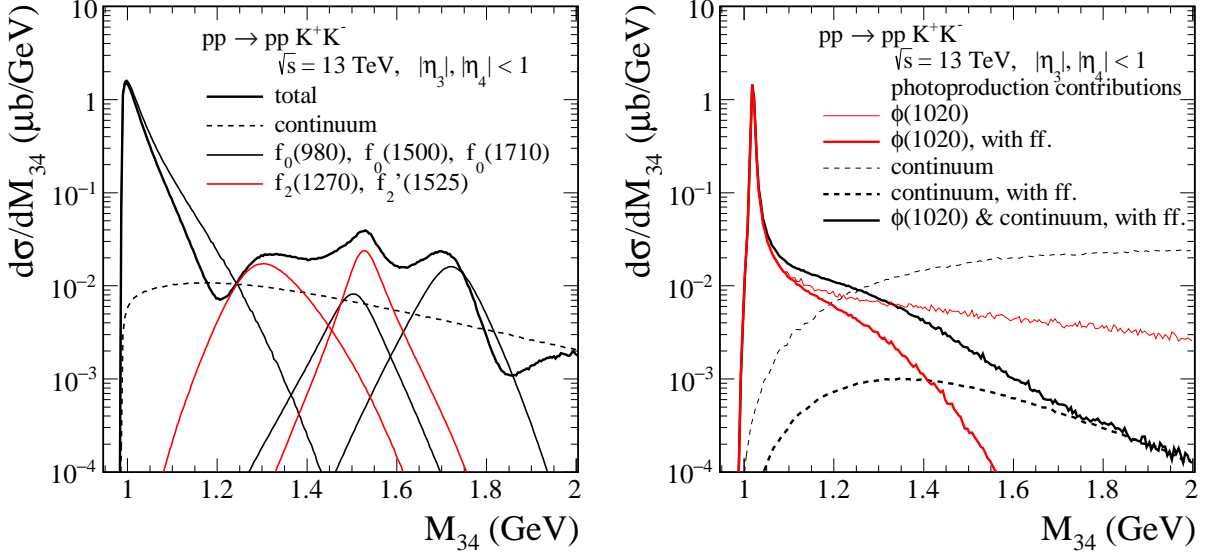 dσ/dM₃₄ (μb/GeV)
10
1
10⁻¹
10⁻²
10⁻³
10⁻⁴
pp → pp K⁺K⁻
√s = 13 TeV, |η₃|, |η₄| < 1
total
continuum
f₀(980), f₀(1500), f₀(1710)
f₂(1270), f₂'(1525)
1 1.2 1.4 1.6 1.8 2
M₃₄ (GeV)
dσ/dM₃₄ (μb/GeV)
10
1
10⁻¹
10⁻²
10⁻³
10⁻⁴
pp → pp K⁺K⁻
√s = 13 TeV, |η₃|, |η₄| < 1
photoproduction contributions
ϕ(1020)
ϕ(1020), with ff.
continuum
continuum, with ff.
ϕ(1020) & continuum, with ff.
1 1.2 1.4 1.6 1.8 2
M₃₄ (GeV)